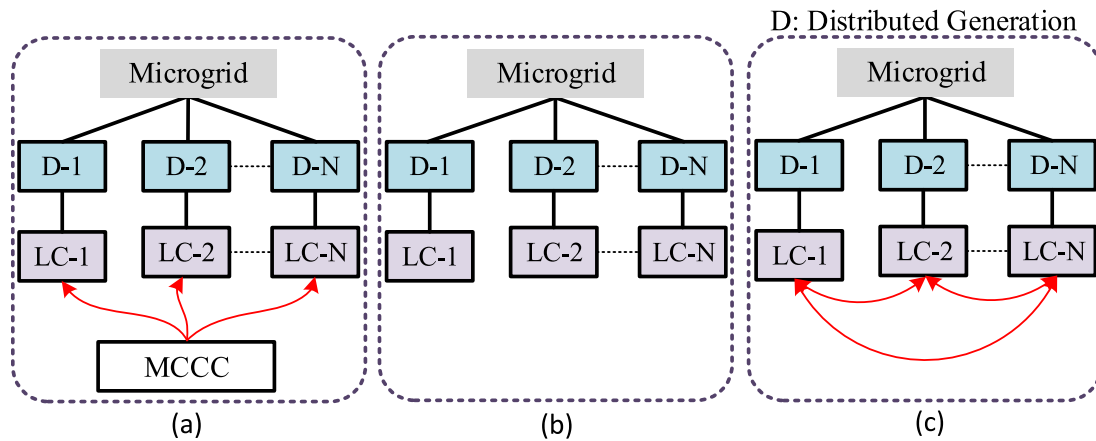 D: Distributed Generation
Microgrid
D-1 D-2 D-N
LC-1 LC-2 LC-N
MCCC
(a)
Microgrid
D-1 D-2 D-N
LC-1 LC-2 LC-N
(b)
Microgrid
D-1 D-2 D-N
LC-1 LC-2 LC-N
(c)